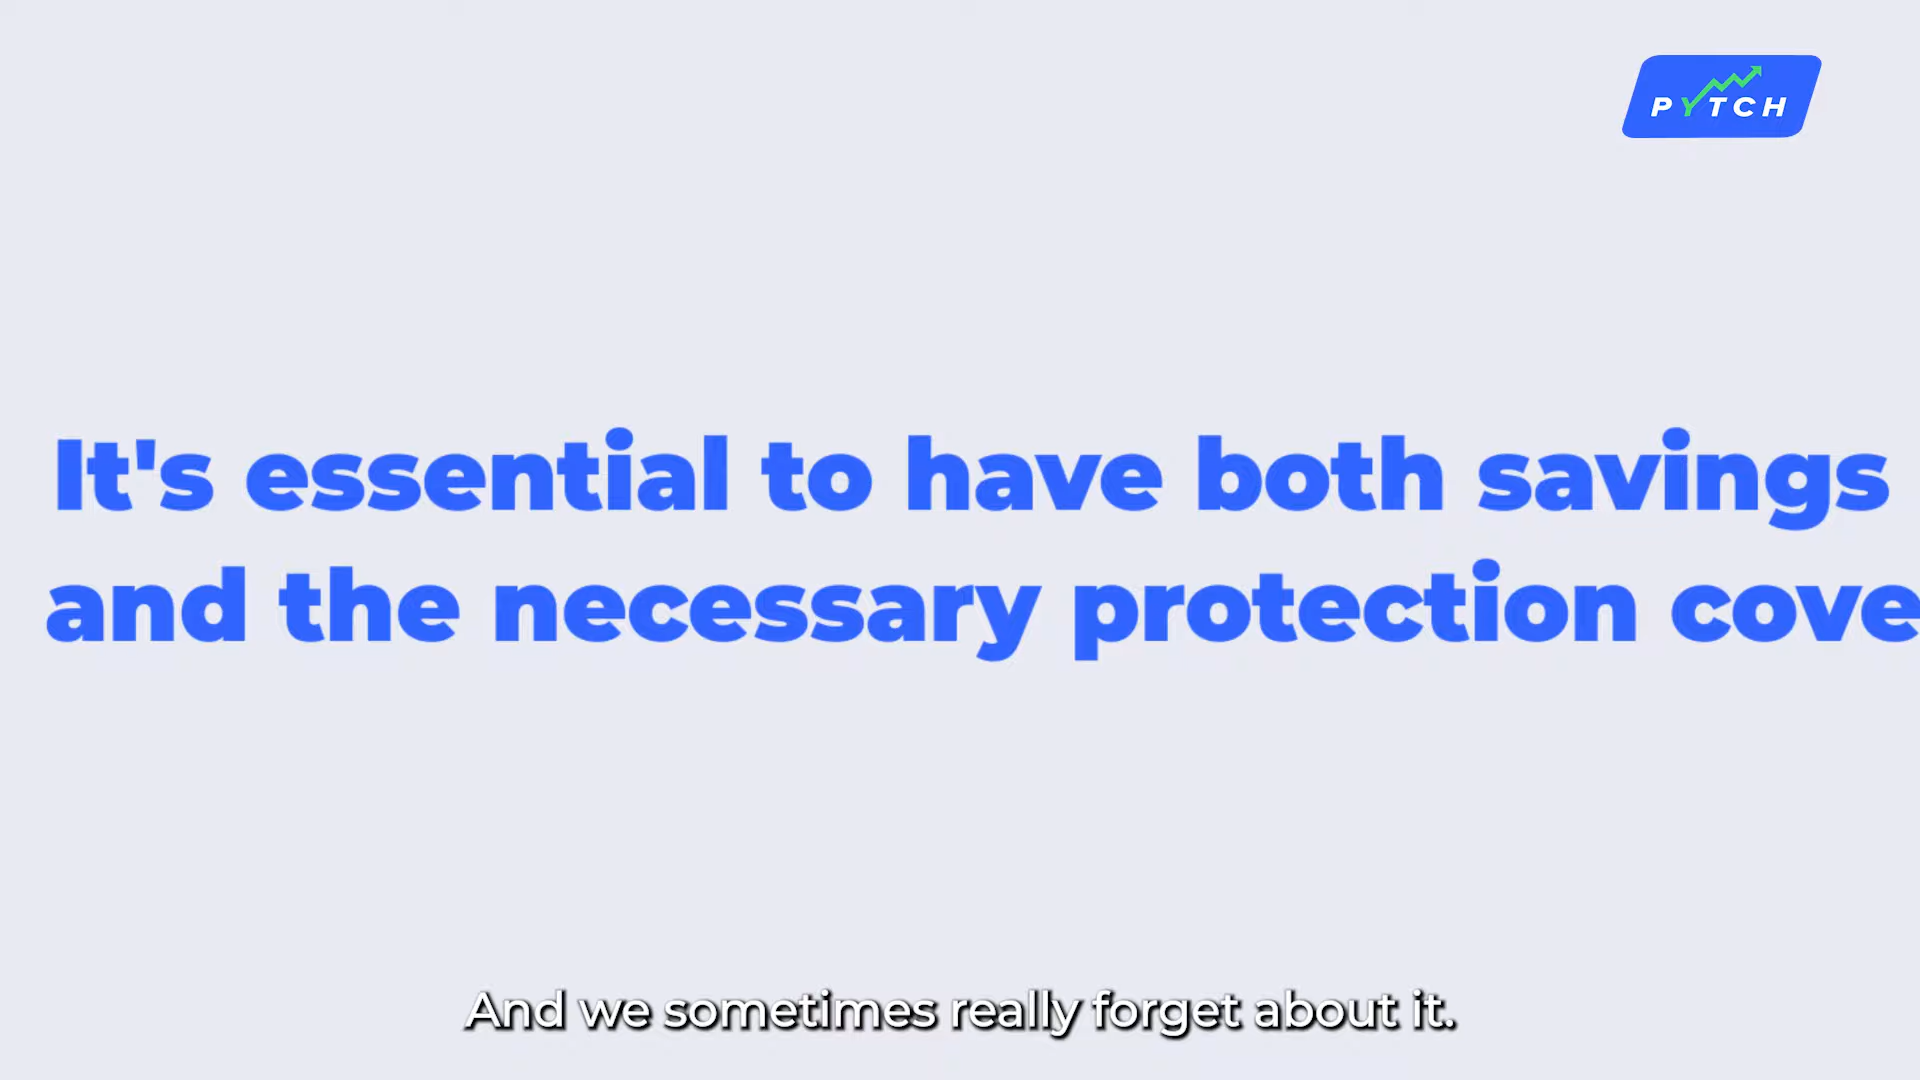 PYTCH
It's essential to have both savings
and the necessary protection cove
And we sometimes really forget about it.